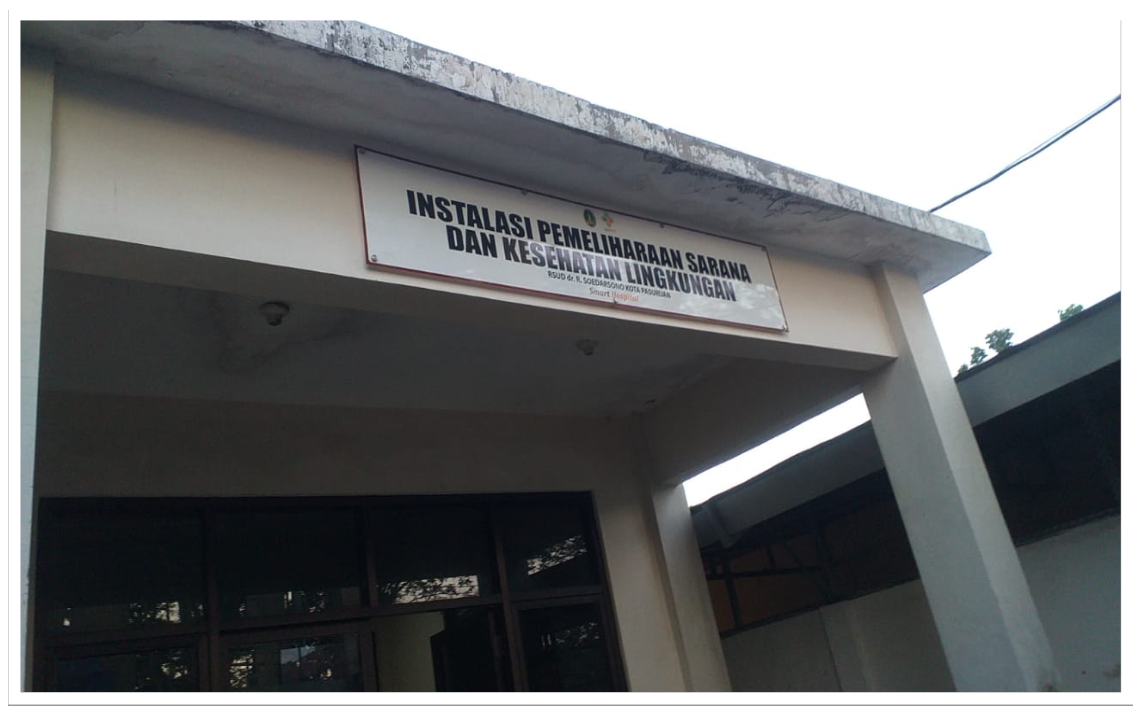 INSTALASI PEMELIHARAAN SARANA
DAN KESEHATAN LINGKUNGAN
RSUD dr. R. SOEDARSONO KOTA PASURUAN
Smart Hospital